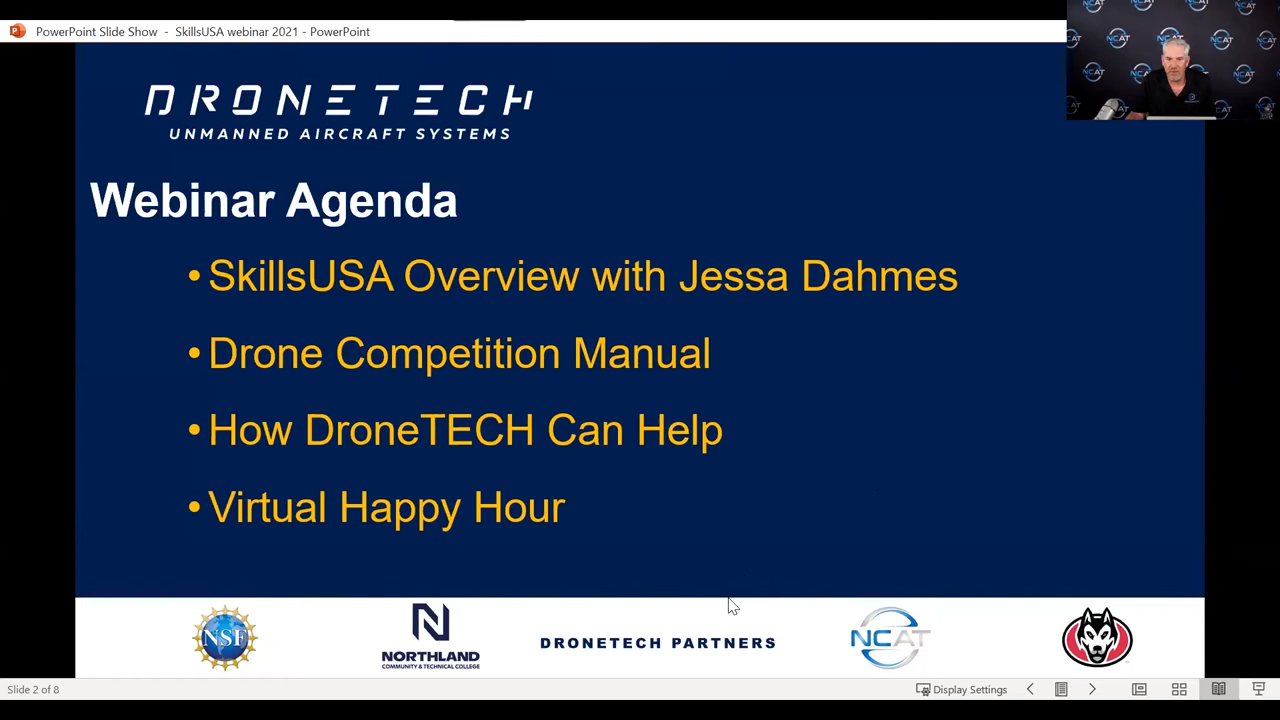 PowerPoint Slide Show - SkillsUSA webinar 2021 - PowerPoint
NCAT
NCAT
DRONETECH
UNMANNED AIRCRAFT SYSTEMS
Webinar Agenda
• SkillsUSA Overview with Jessa Dahmes
• Drone Competition Manual
• How DroneTECH Can Help
• Virtual Happy Hour
NSF
N
NORTHLAND
COMMUNITY & TECHNICAL COLLEGE
DRONETECH PARTNERS
NCAT
Slide 2 of 8
Display Settings